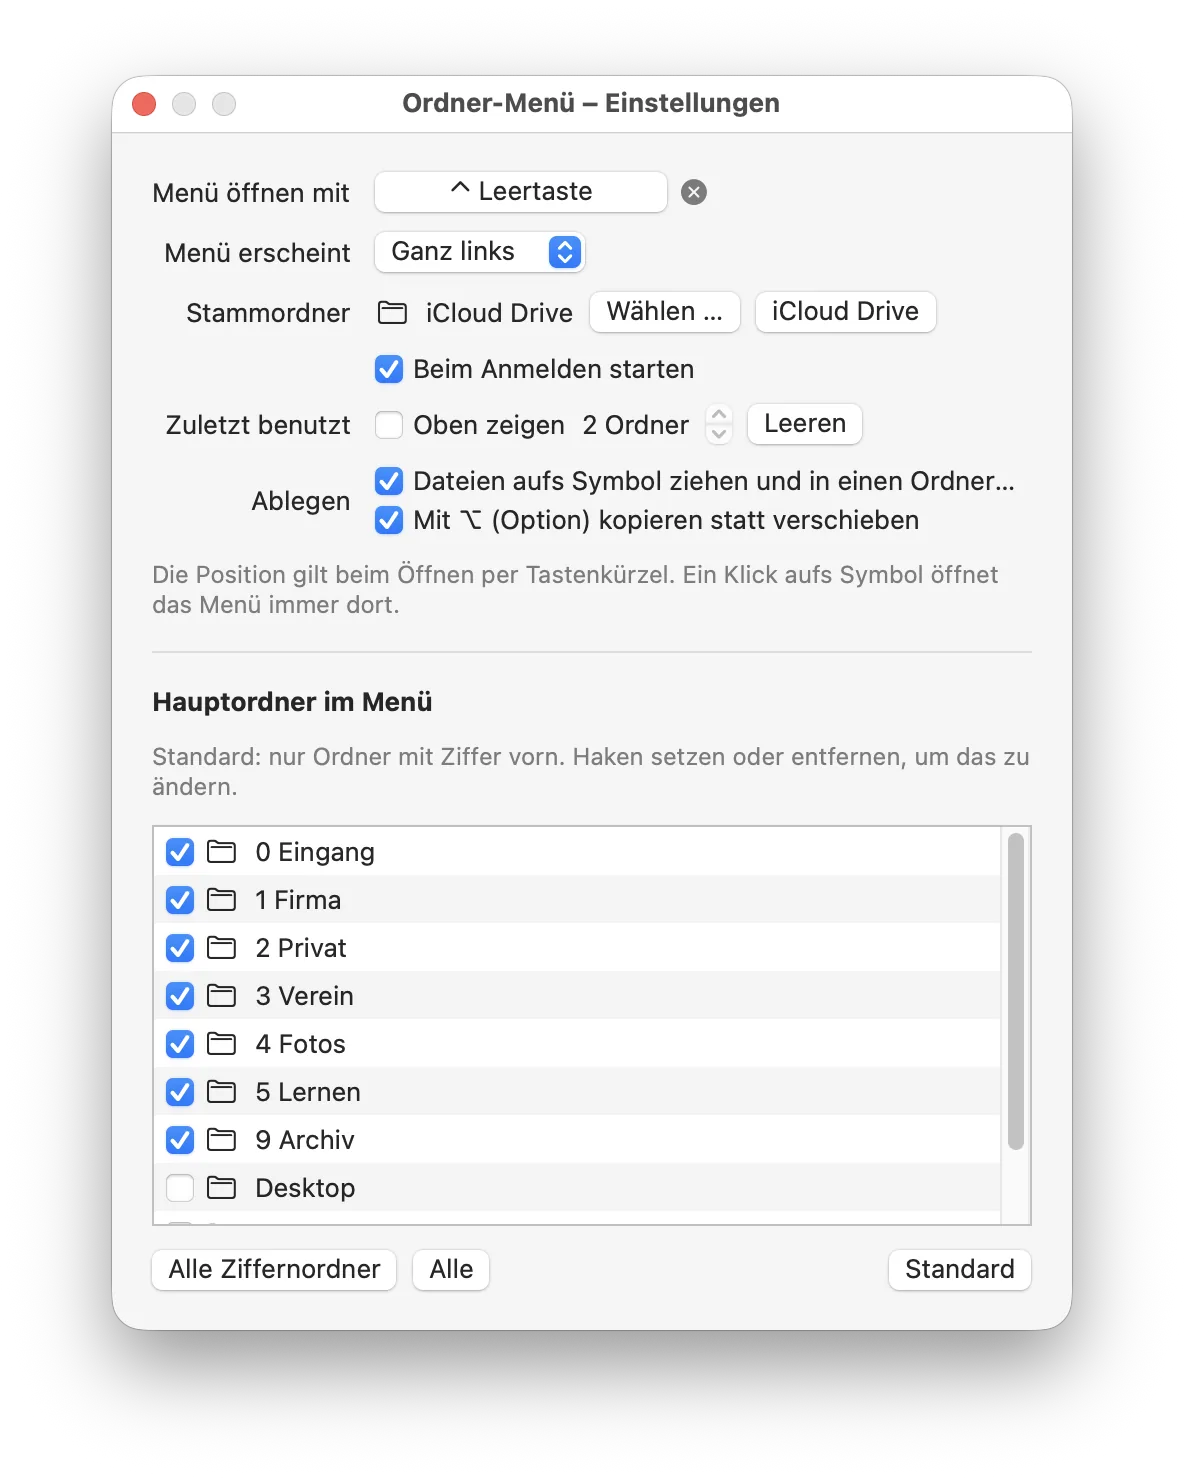 Ordner-Menü – Einstellungen
Menü öffnen mit ^ Leertaste
Menü erscheint Ganz links
Stammordner iCloud Drive Wählen ... iCloud Drive
Beim Anmelden starten
Zuletzt benutzt Oben zeigen 2 Ordner Leeren
Dateien aufs Symbol ziehen und in einen Ordner...
Ablegen
Mit ⌥ (Option) kopieren statt verschieben
Die Position gilt beim Öffnen per Tastenkürzel. Ein Klick aufs Symbol öffnet
das Menü immer dort.
Hauptordner im Menü
Standard: nur Ordner mit Ziffer vorn. Haken setzen oder entfernen, um das zu
ändern.
0 Eingang
1 Firma
2 Privat
3 Verein
4 Fotos
5 Lernen
9 Archiv
Desktop
Alle Ziffernordner Alle Standard